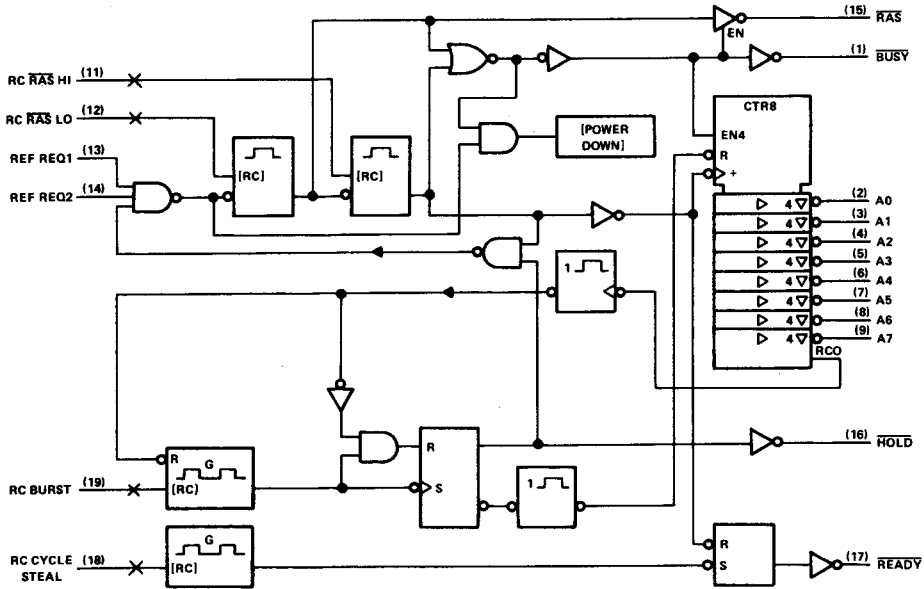 (15) RAS
EN
(1) BUSY
RC RAS HI (11)
CTR8
(12)
RC RAS LO
[POWER
DOWN]
EN4
(13)
REF REQ1
R
[RC] [RC]
+
(14)
REF REQ2
4 (2) A0
4 (3) A1
4 (4) A2
4 (5) A3
1
4 (6) A4
4 (7) A5
4 (8) A6
4 (9) A7
RCO
(16) HOLD
R
R G
S
1
RC BURST (19) [RC]
G
R
(17) READY
RC CYCLE (18) [RC]
STEAL
S